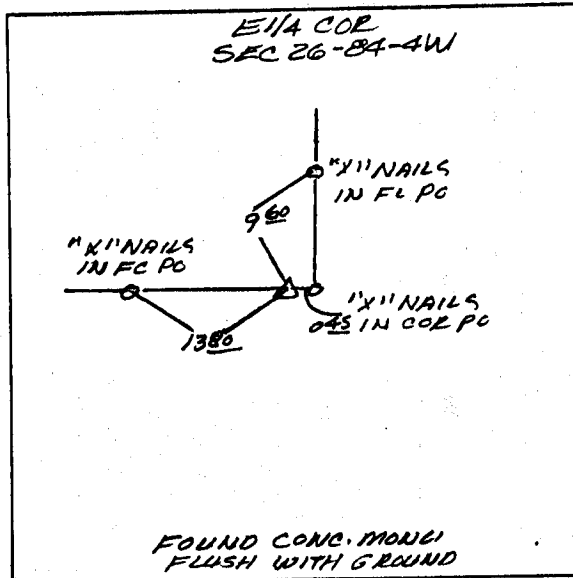 E1/4 COR
SEC 26-84-4W
"X" NAILS
IN FL PO
9 60
"X" NAILS
IN FC PO
"X" NAILS
0 45 IN COR PO
13 80
FOUND CONC. MONU
FLUSH WITH GROUND